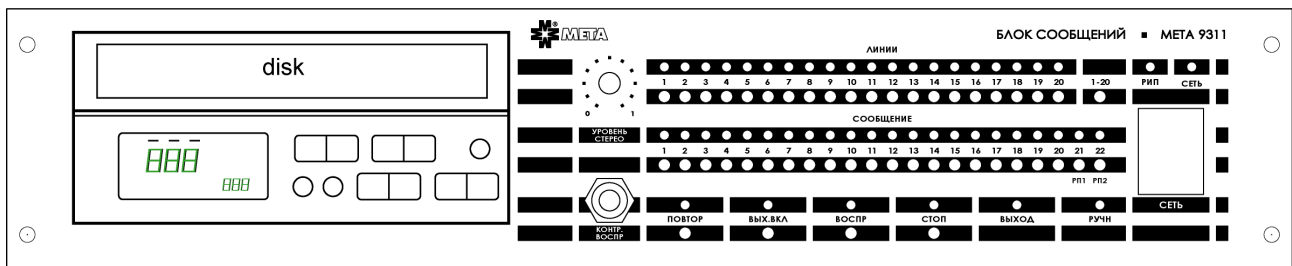 META
БЛОК СООБЩЕНИЙ ▪ МЕТА 9311
disk
ЛИНИИ
1 2 3 4 5 6 7 8 9 10 11 12 13 14 15 16 17 18 19 20 1-20 РИП СЕТЬ
0 1
УРОВЕНЬ
СТЕРЕО
СООБЩЕНИЕ
1 2 3 4 5 6 7 8 9 10 11 12 13 14 15 16 17 18 19 20 21 22
РП1 РП2
888
888
СЕТЬ
ПОВТОР ВЫХ.ВКЛ ВОСПР СТОП ВЫХОД РУЧН
КОНТР.
ВОСПР